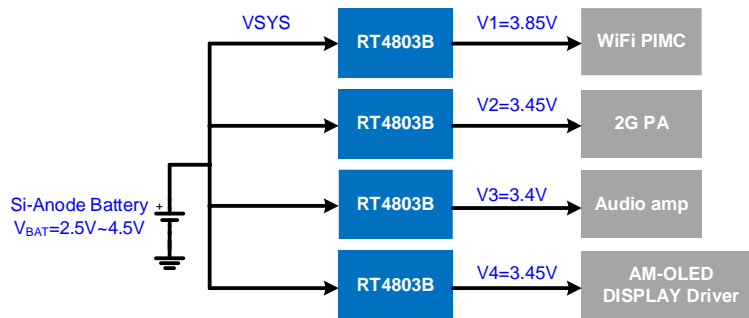 VSYS
RT4803B
V1=3.85V
WiFi PIMC
RT4803B
V2=3.45V
2G PA
Si-Anode Battery
+
VBAT=2.5V~4.5V
RT4803B
V3=3.4V
Audio amp
RT4803B
V4=3.45V
AM-OLED
DISPLAY Driver